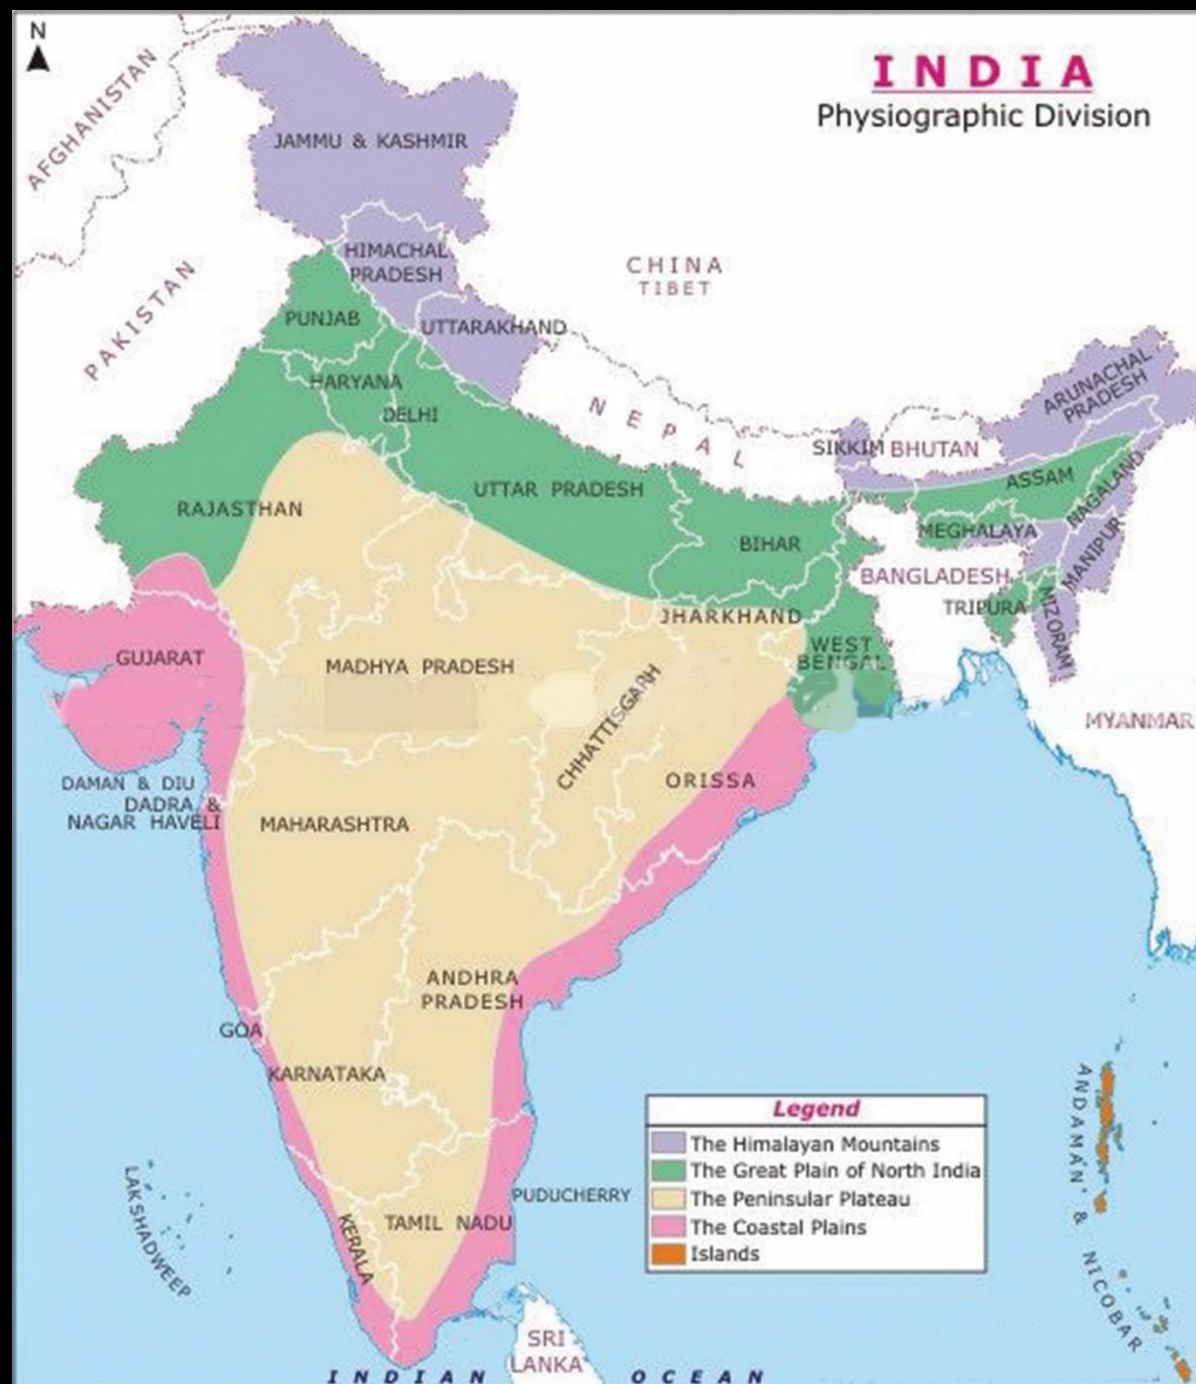 N
INDIA
Physiographic Division
AFGHANISTAN
JAMMU & KASHMIR
HIMACHAL
PRADESH
CHINA
TIBET
PAKISTAN
PUNJAB
UTTARAKHAND
HARYANA
DELHI
NEPAL
ARUNACHAL
PRADESH
SIKKIM
BHUTAN
ASSAM
NAGALAND
RAJASTHAN
UTTAR PRADESH
BIHAR
MEGHALAYA
MANIPUR
BANGLADESH
TRIPURA
MIZORAM
JHARKHAND
WEST
BENGAL
GUJARAT
MADHYA PRADESH
CHHATTISGARH
MYANMAR
DAMAN & DIU
DADRA &
NAGAR HAVELI
ORISSA
MAHARASHTRA
ANDHRA
PRADESH
GOA
KARNATAKA
ANDAMAN & NICOBAR
Legend
The Himalayan Mountains
The Great Plain of North India
The Peninsular Plateau
The Coastal Plains
Islands
LAKSHADWEEP
PUDUCHERRY
KERALA
TAMIL NADU
SRI
LANKA
INDIAN OCEAN